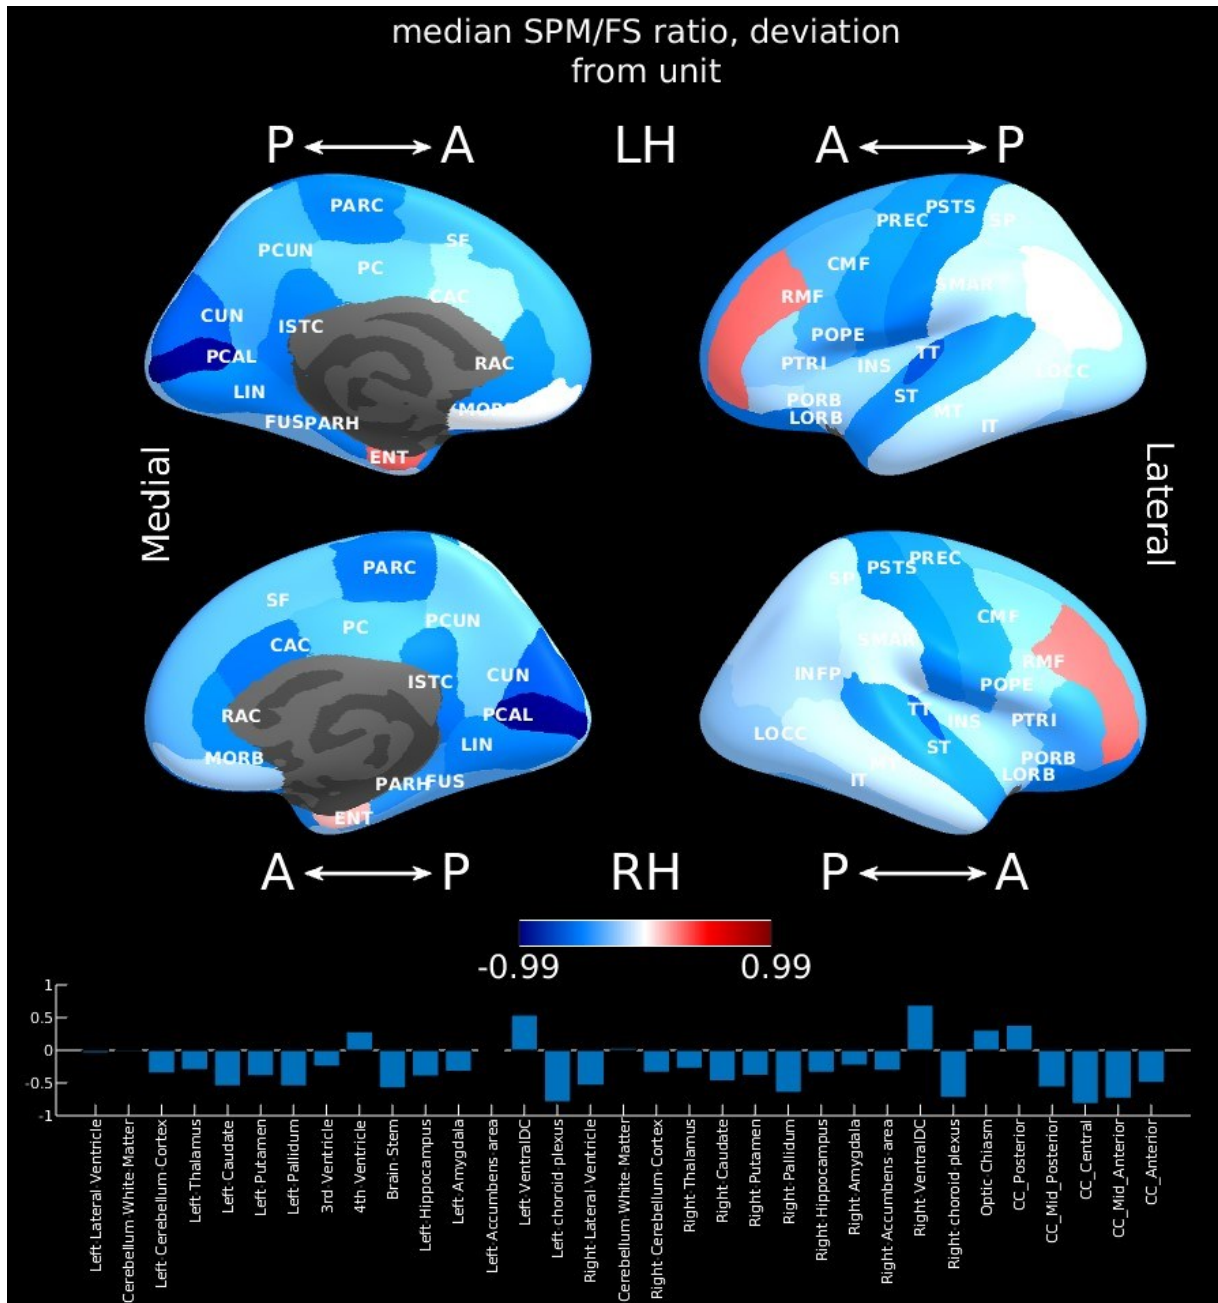 median SPM/FS ratio, deviation
from unit
P A LH A P
PARC
SF
PCUN
PC
CAC
CUN
ISTC
PCAL
RAC
LIN
MORB
FUS PARH
ENT
PSTS
PREC
SP
CMF
SMAR
RMF
POPE
TT
PTRI
INS
LOCC
ST
PORB
MT
LORB
IT
Medial
Lateral
PARC
SF
PCUN
PC
CAC
CUN
ISTC
PCAL
RAC
LIN
MORB
PARH FUS
ENT
PREC
PSTS
SP
CMF
SMAR
RMF
INFP
POPE
TT
INS
PTRI
LOCC
ST
PORB
MT
LORB
IT
A P RH P A
-0.99 0.99
1
0.5
0
-0.5
-1
Left-Lateral-Ventricle
Cerebellum-White-Matter
Left-Cerebellum-Cortex
Left-Thalamus
Left-Caudate
Left-Putamen
Left-Pallidum
3rd-Ventricle
4th-Ventricle
Brain-Stem
Left-Hippocampus
Left-Amygdala
Left-Accumbens-area
Left-VentralDC
Left-choroid-plexus
Right-Lateral-Ventricle
Cerebellum-White-Matter
Right-Cerebellum-Cortex
Right-Thalamus
Right-Caudate
Right-Putamen
Right-Pallidum
Right-Hippocampus
Right-Amygdala
Right-Accumbens-area
Right-VentralDC
Right-choroid-plexus
Optic-Chiasm
CC_Posterior
CC_Mid_Posterior
CC_Central
CC_Mid_Anterior
CC_Anterior